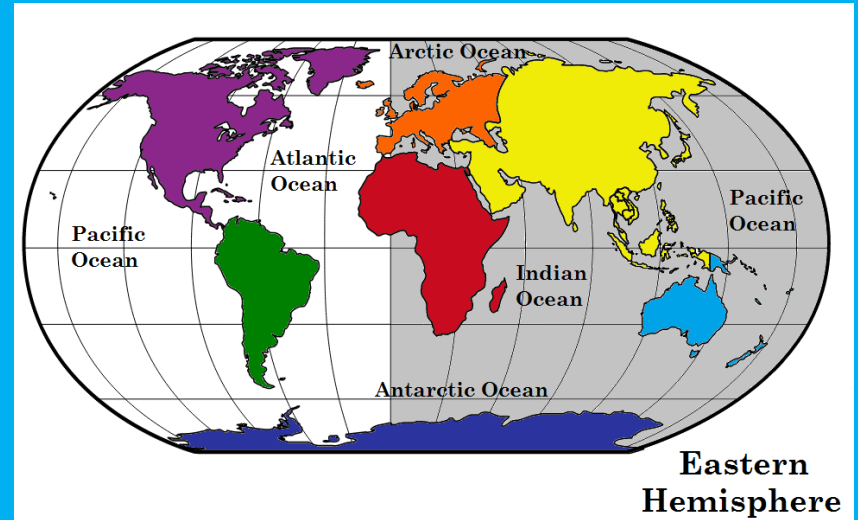 Arctic Ocean
Atlantic
Ocean
Pacific
Ocean
Pacific
Ocean
Indian
Ocean
Antarctic Ocean
Eastern
Hemisphere